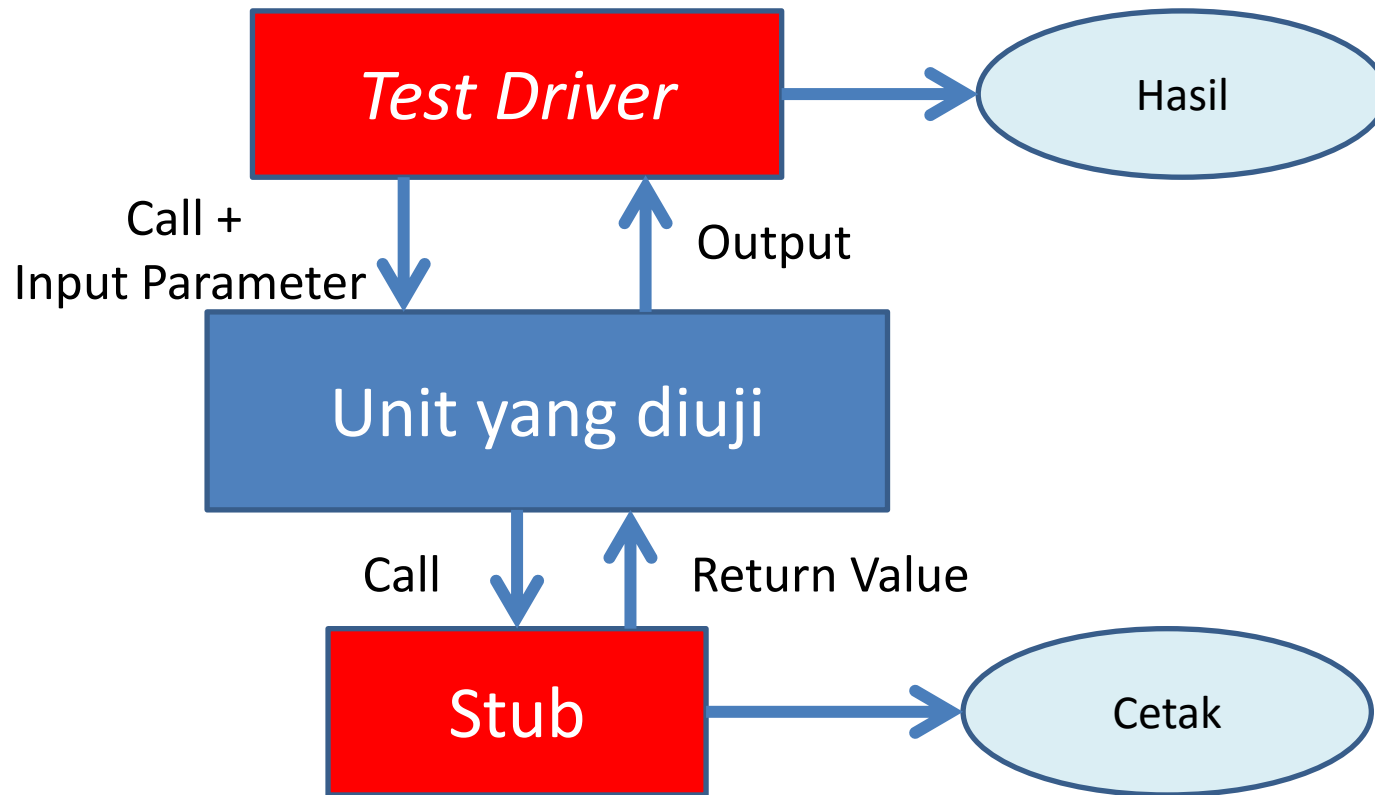 Test Driver
Hasil
Call +
Input Parameter
Output
Unit yang diuji
Call
Return Value
Stub
Cetak